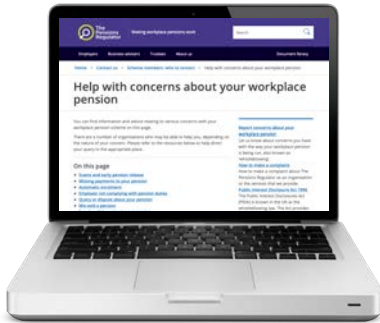 The
Pensions
Regulator
Making workplace pensions work
Search
Employers Business advisers Trustees About us Document library
Home Contact us Scheme members: who to contact Help with concerns about your workplace pension
Help with concerns about your workplace
pension
You can find information and advice relating to various concerns with your
workplace pension scheme on this page.
There are a number of organisations who may be able to help you, depending on
the nature of your concern. Please refer to the resources below to help direct
your query to the appropriate place.
On this page
Scams and early pension release
Missing payments to your pension
Automatic enrolment
Employer not complying with pension duties
Query or dispute about your pension
Mis-sold a pension
Report concerns about your
workplace pension
Let us know about concerns you have
with the way your workplace pension
is being run, also known as
'whistleblowing'.
How to make a complaint
How to make a complaint about The
Pensions Regulator as an organisation
or the services that we provide.
Public Interest Disclosure Act 1998
The Public Interest Disclosures Act
(PIDA) is known in the UK as the
whistleblowing law. The Act provides